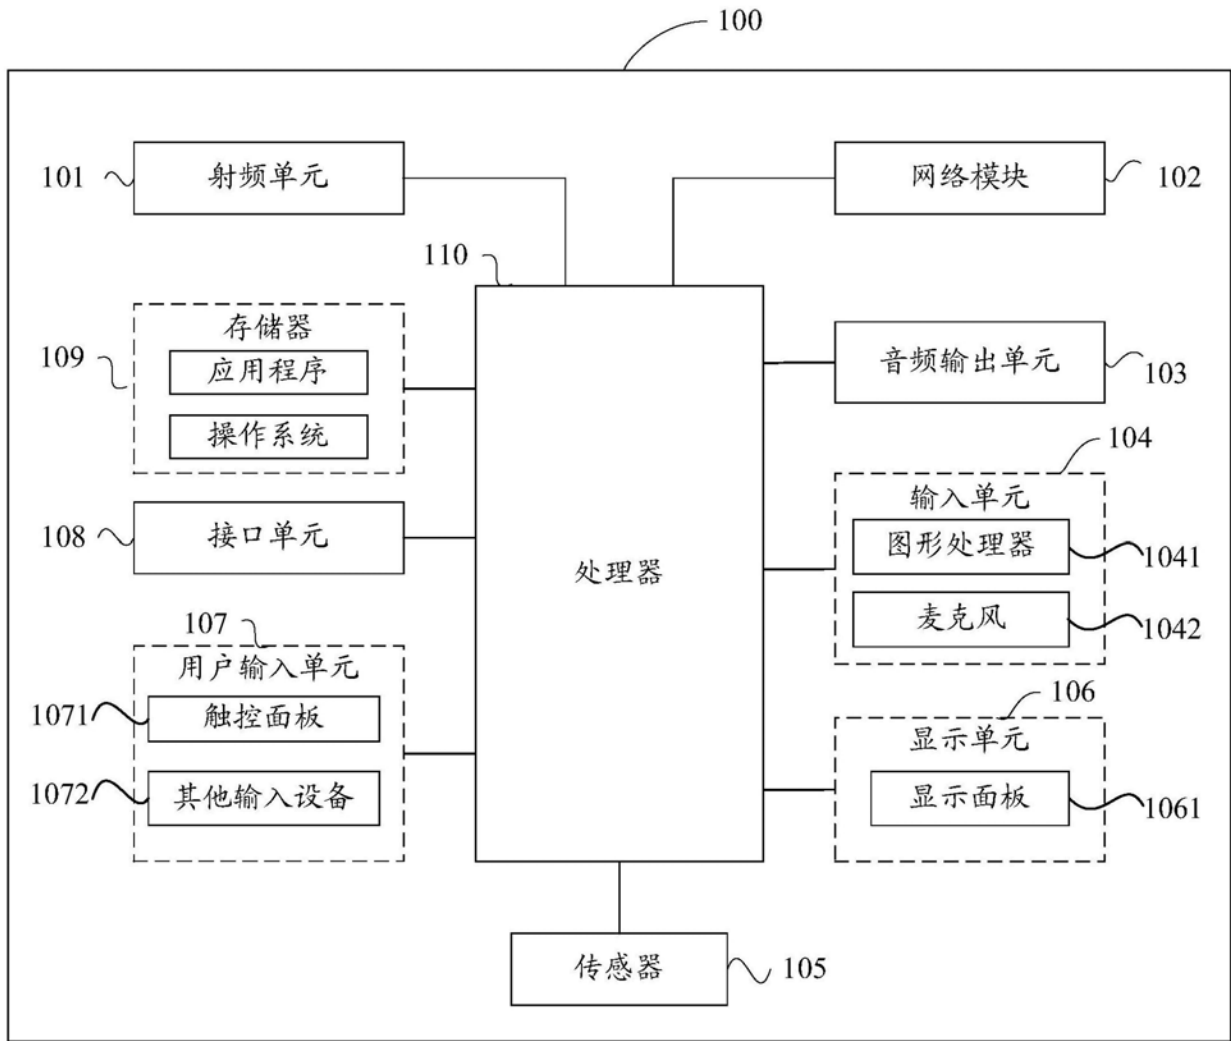 100
101
射频单元
网络模块
102
110
109
存储器
应用程序
操作系统
音频输出单元
103
104
输入单元
图形处理器
1041
麦克风
1042
108
接口单元
处理器
107
用户输入单元
1071
触控面板
1072
其他输入设备
106
显示单元
显示面板
1061
传感器
105